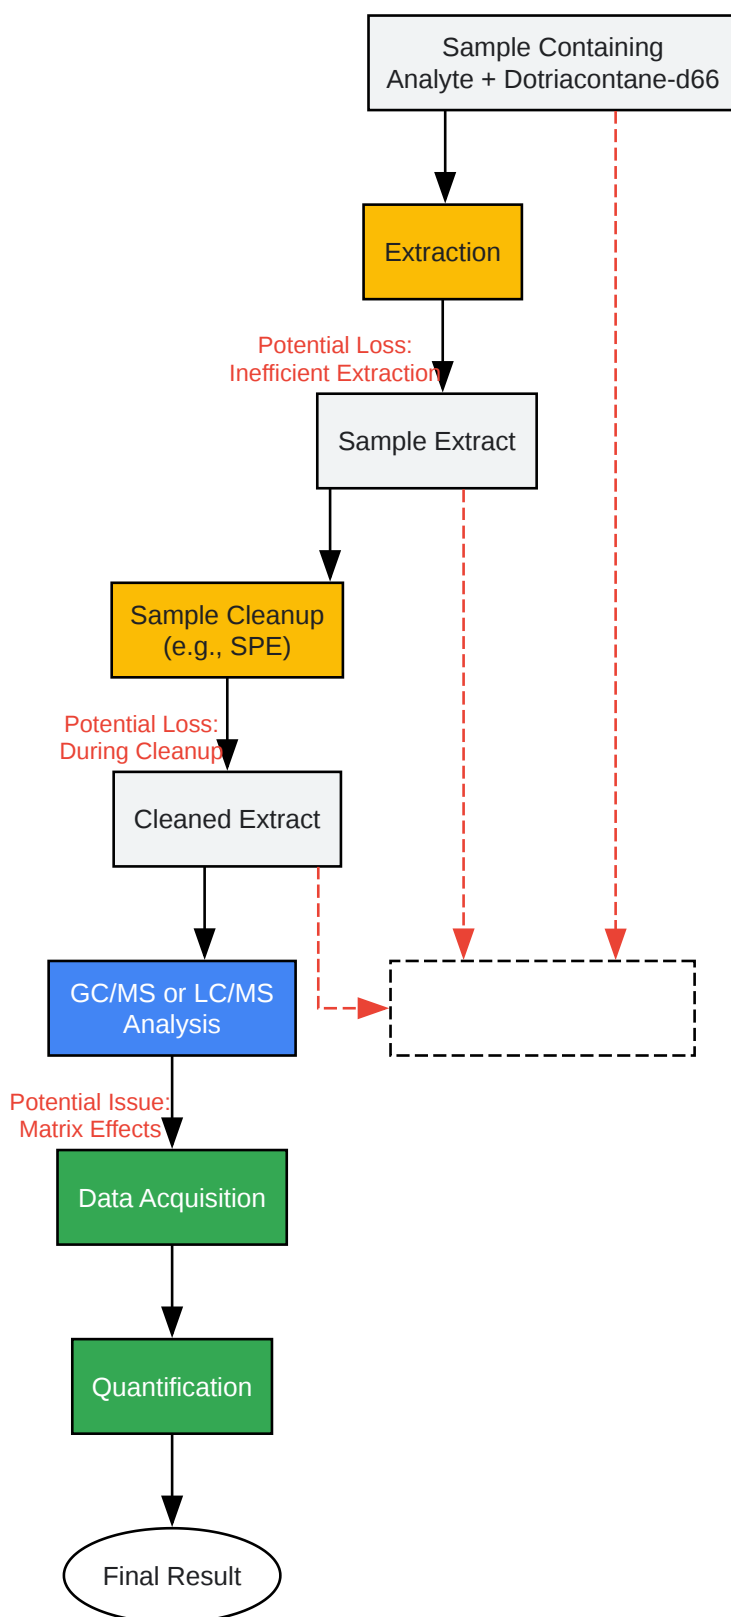 Sample Containing
Analyte + Dotriacontane-d66
Extraction
Potential Loss:
Inefficient Extraction
Sample Extract
Sample Cleanup
(e.g., SPE)
Potential Loss:
During Cleanup
Cleaned Extract
GC/MS or LC/MS
Analysis
Potential Issue:
Matrix Effects
Data Acquisition
Quantification
Final Result